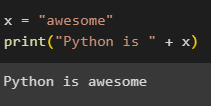 x = "awesome"
print("Python is " + x)
Python is awesome